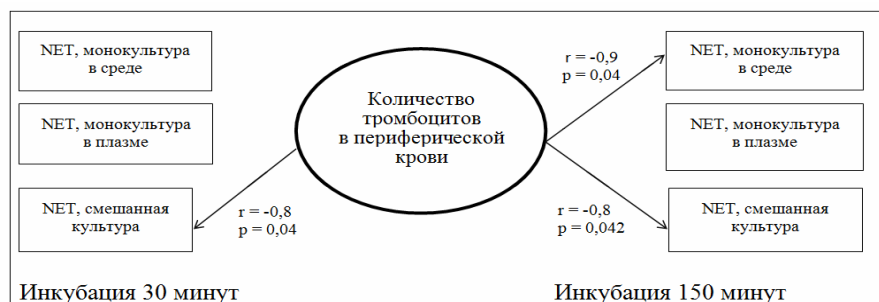 NET, монокультура
в среде
NET, монокультура
в плазме
NET, смешанная
культура
r = -0,8
p = 0,04
Количество
тромбоцитов
в периферической
крови
r = -0,9
p = 0,04
r = -0,8
p = 0,042
NET, монокультура
в среде
NET, монокультура
в плазме
NET, смешанная
культура
Инкубация 30 минут
Инкубация 150 минут